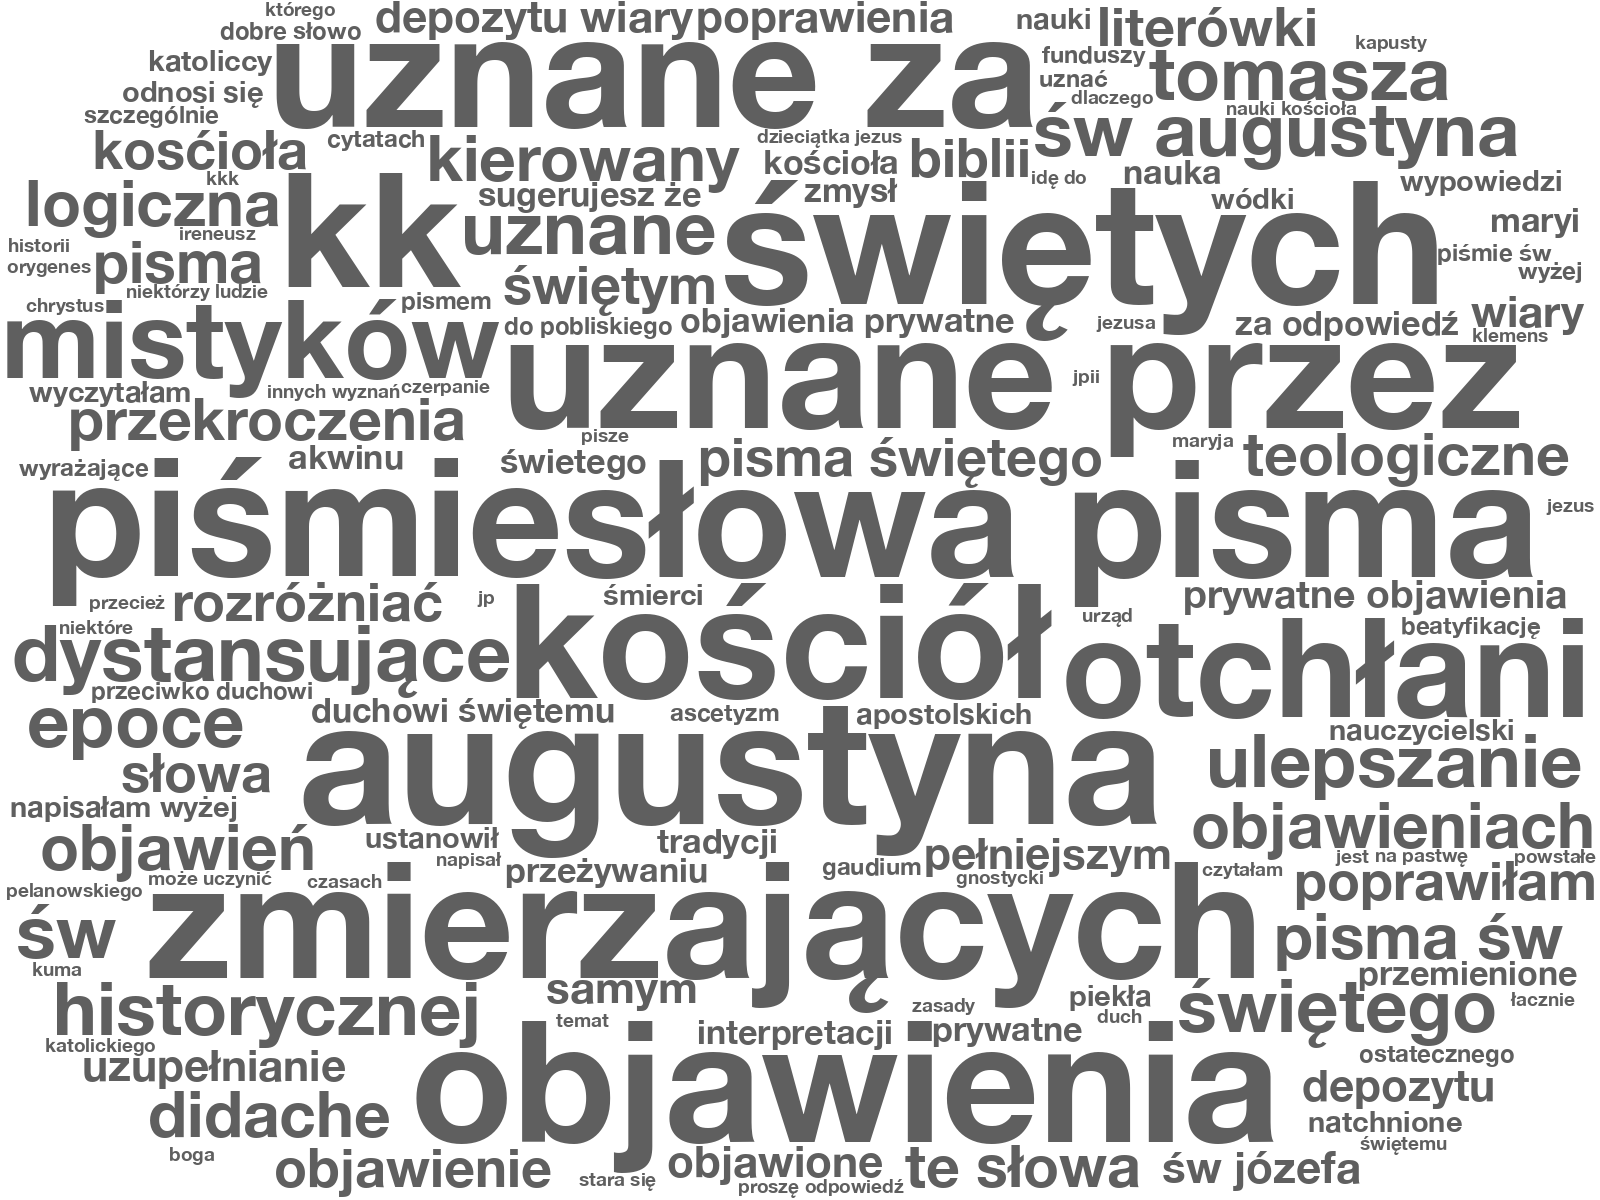 którego
depozytu wiary
poprawienia
nauki
literówki
dobre słowo
uznane za
kapusty
katoliccy
funduszy
tomasza
odnosi się
uznać
dlaczego
szczególnie
nauki kościoła
św augustyna
kosćioła
cytatach
kierowany
dzieciątka jezus
kościoła
biblii
kkk
idę do
nauka
wypowiedzi
logiczna
kk
sugerujesz że
zmysł
świętych
wódki
maryi
ireneusz
uznane
historii
orygenes
pisma
piśmie św
wyżej
niektórzy ludzie
świętym
chrystus
pismem
mistyków
do pobliskiego
objawienia prywatne
jezusa
za odpowiedź
wiary
klemens
uznane przez
wyczytałam
innych wyznań
czerpanie
jpii
przekroczenia
pisze
maryja
wyrażające
akwinu
świetego
pisma świętego
teologiczne
piśmie
słowa pisma
jezus
przecież
rozróżniać
jp
śmierci
prywatne objawienia
niektóre
kościół
urząd
otchłani
beatyfikację
dystansujące
przeciwko duchowi
epoce
duchowi świętemu
ascetyzm
apostolskich
nauczycielski
słowa
augustyna
ulepszanie
napisałam wyżej
objawień
ustanowił
tradycji
objawieniach
napisał
przeżywaniu
gaudium
pełniejszym
jest na pastwę
powstałe
pelanowskiego
może uczynić
czasach
gnostycki
czytałam
poprawiłam
św
zmierzających
pisma św
kuma
przemienione
historycznej
samym
zasady
piekła
świętego
łacznie
temat
duch
katolickiego
interpretacji
prywatne
ostatecznego
uzupełnianie
objawienia
depozytu
didache
natchnione
świętemu
boga
objawienie
stara się
objawione
te słowa
św józefa
proszę odpowiedź